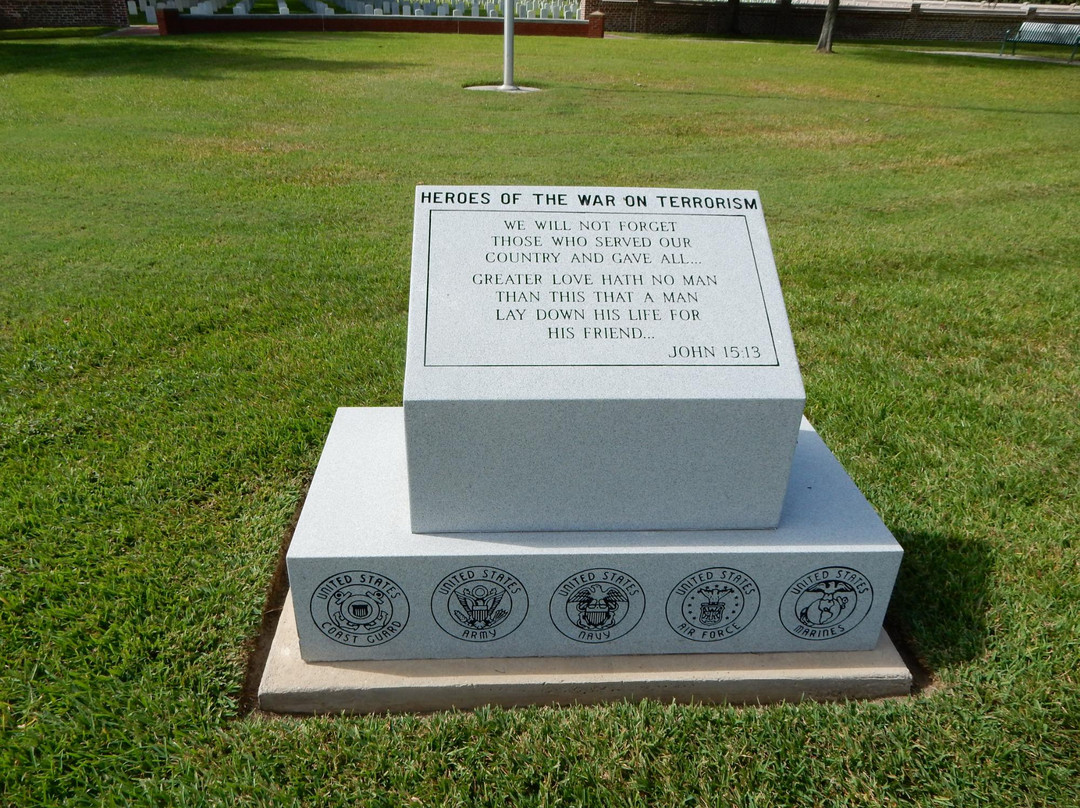 HEROES OF THE WAR ON TERRORISM
WE WILL NOT FORGET
THOSE WHO SERVED OUR
COUNTRY AND GAVE ALL...
GREATER LOVE HATH NO MAN
THAN THIS THAT A MAN
LAY DOWN HIS LIFE FOR
HIS FRIEND...
JOHN 15:13
UNITED STATES
COAST GUARD
UNITED STATES
ARMY
UNITED STATES
NAVY
UNITED STATES
AIR FORCE
UNITED STATES
MARINES